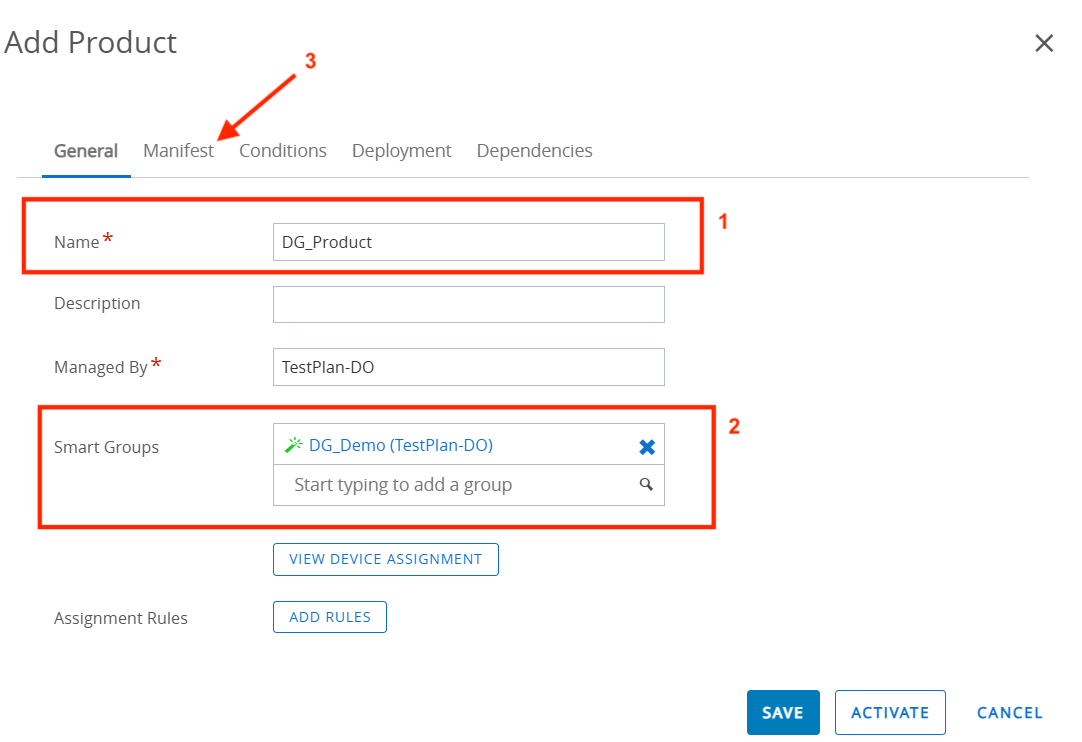 Add Product
3
General Manifest Conditions Deployment Dependencies
1
Name* DG_Product
Description
Managed By* TestPlan-DO
2
Smart Groups DG_Demo (TestPlan-DO)
Start typing to add a group
VIEW DEVICE ASSIGNMENT
Assignment Rules ADD RULES
SAVE ACTIVATE CANCEL